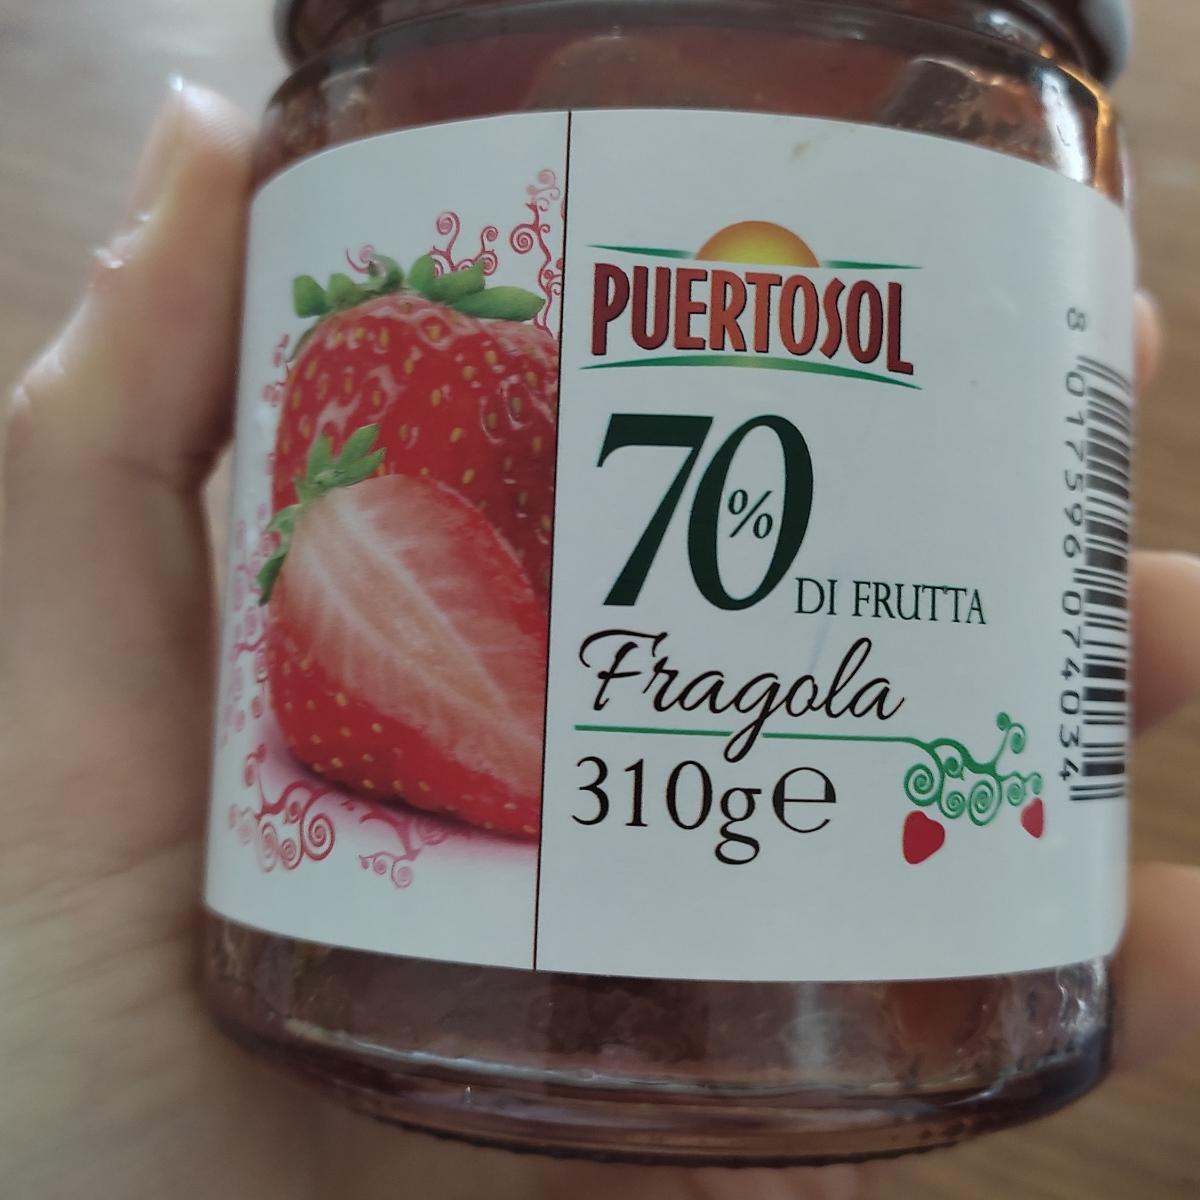 PUERTOSOL
70%
DI FRUTTA
Fragola
310g℮
8 017596 074034